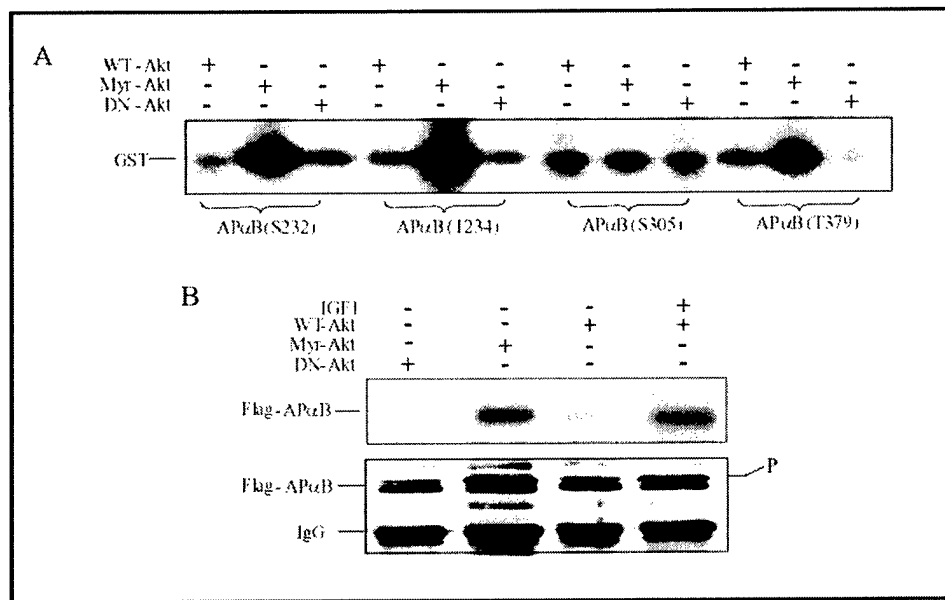 A
WT-Akt + - - + - - + - - + - -
Myr-Akt - + - - + - - + - - + -
DN-Akt - - + - - + - - + - - +
GST
APαB(S232) APαB(T234) APαB(S305) APαB(T379)
B
IGF1 - - - +
WT-Akt - - + +
Myr-Akt - + - -
DN-Akt + - - -
Flag-APαB
Flag-APαB
P
IgG